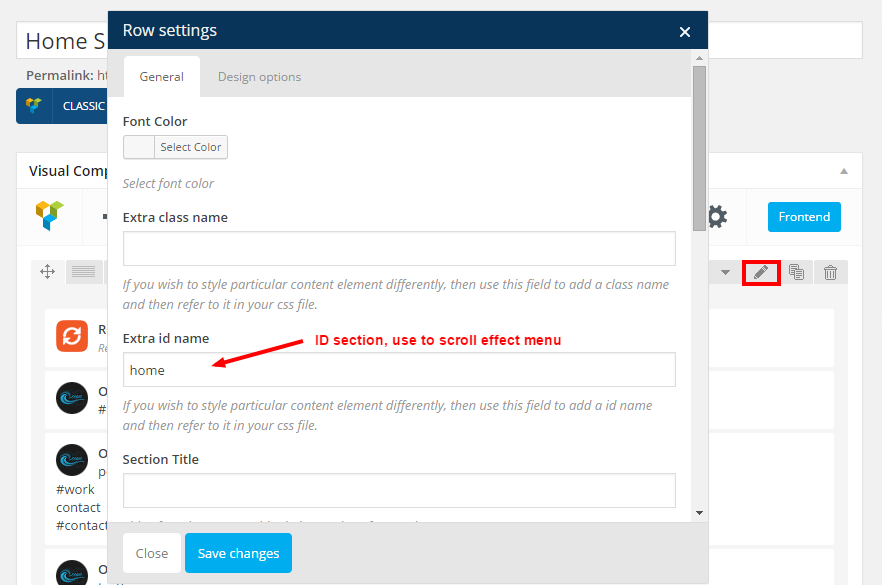 Home S
Row settings
×
Permalink: ht
General
Design options
CLASSIC
Font Color
Select Color
Select font color
Visual Comp
Extra class name
Frontend
If you wish to style particular content element differently, then use this field to add a class name
and then refer to it in your css file.
Extra id name
ID section, use to scroll effect menu
home
If you wish to style particular content element differently, then use this field to add a id name
and then refer to it in your css file.
Section Title
R
Re
O
#
O
p
#work
contact
#contact
Close
Save changes
O